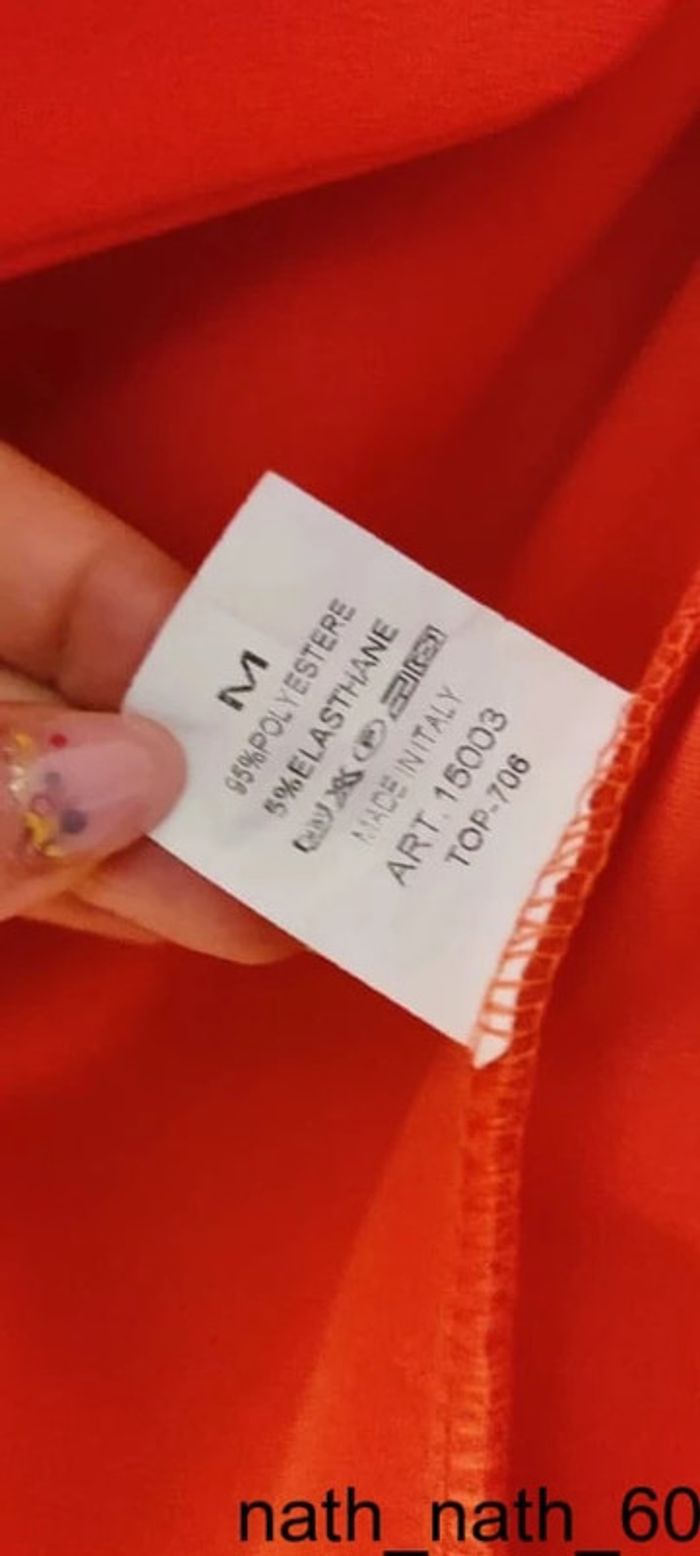 M
95%POLYESTERE
5%ELASTHANE
MADE IN ITALY
ART. 15003
TOP-706
nath_nath_60